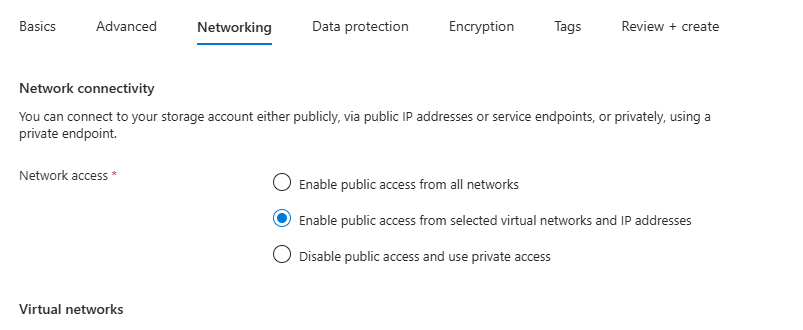 Basics Advanced Networking Data protection Encryption Tags Review + create
Network connectivity
You can connect to your storage account either publicly, via public IP addresses or service endpoints, or privately, using a
private endpoint.
Network access *
Enable public access from all networks
Enable public access from selected virtual networks and IP addresses
Disable public access and use private access
Virtual networks